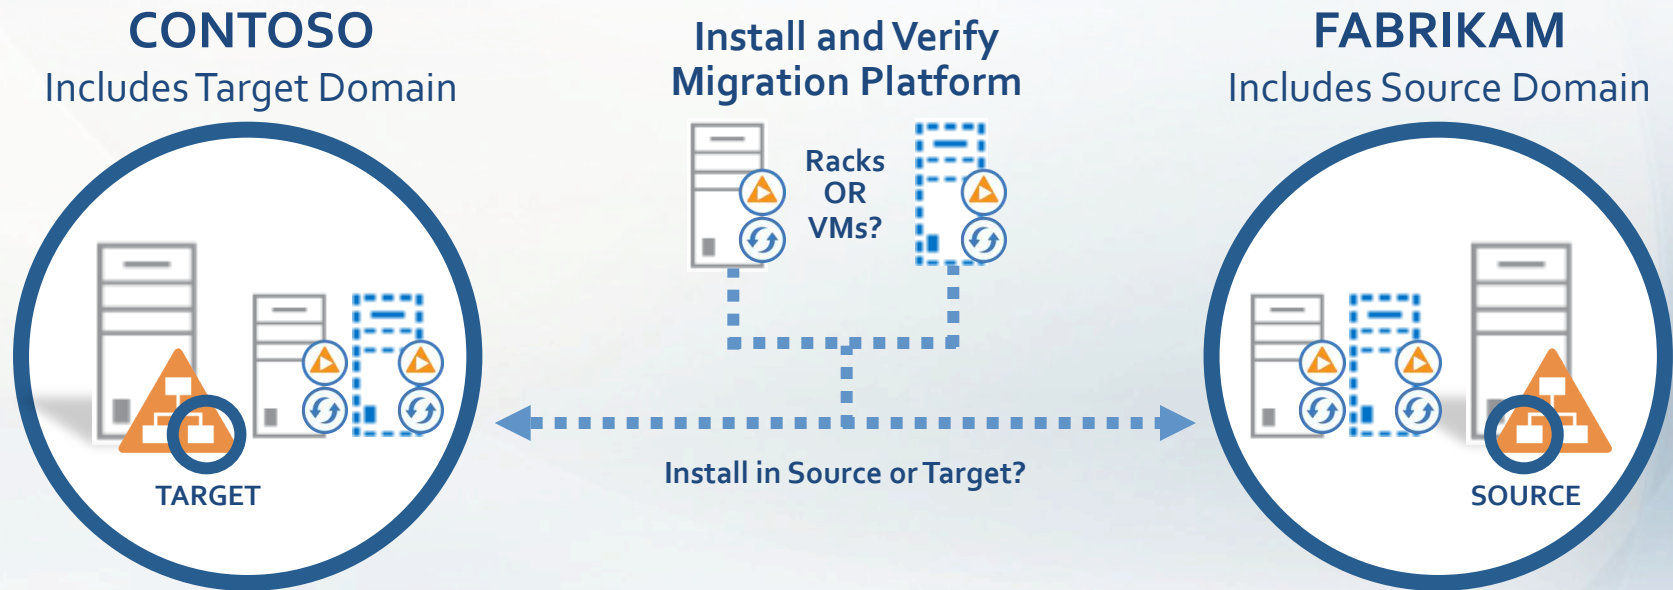 CONTOSO
Includes Target Domain
TARGET
Install and Verify
Migration Platform
Racks
OR
VMs?
Install in Source or Target?
FABRIKAM
Includes Source Domain
SOURCE